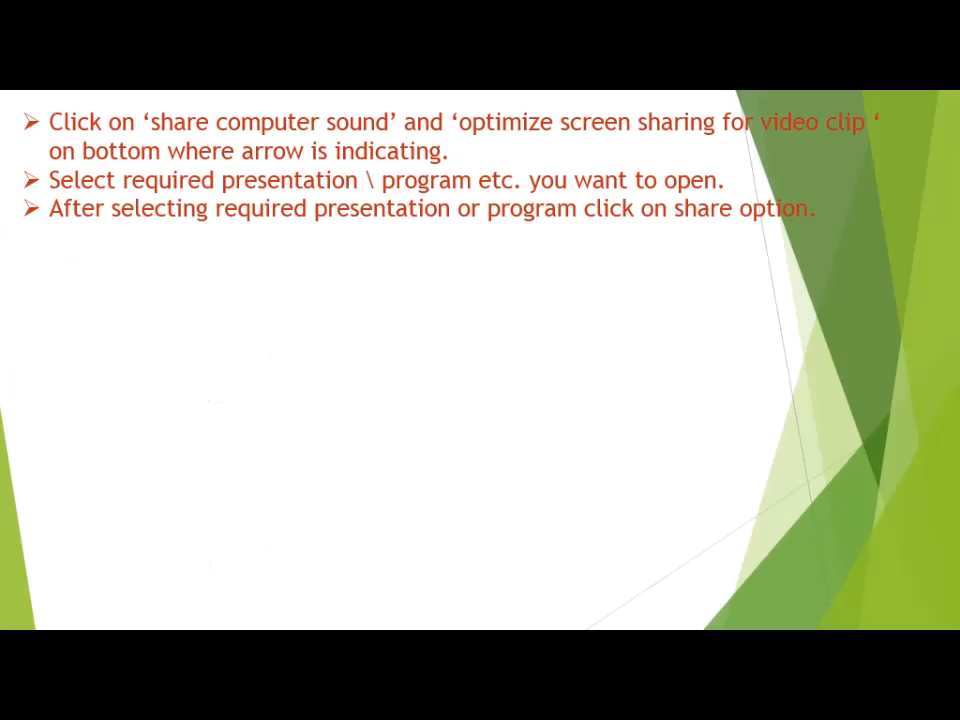 ➢ Click on ‘share computer sound’ and ‘optimize screen sharing for video clip ‘
on bottom where arrow is indicating.
➢ Select required presentation \ program etc. you want to open.
➢ After selecting required presentation or program click on share option.